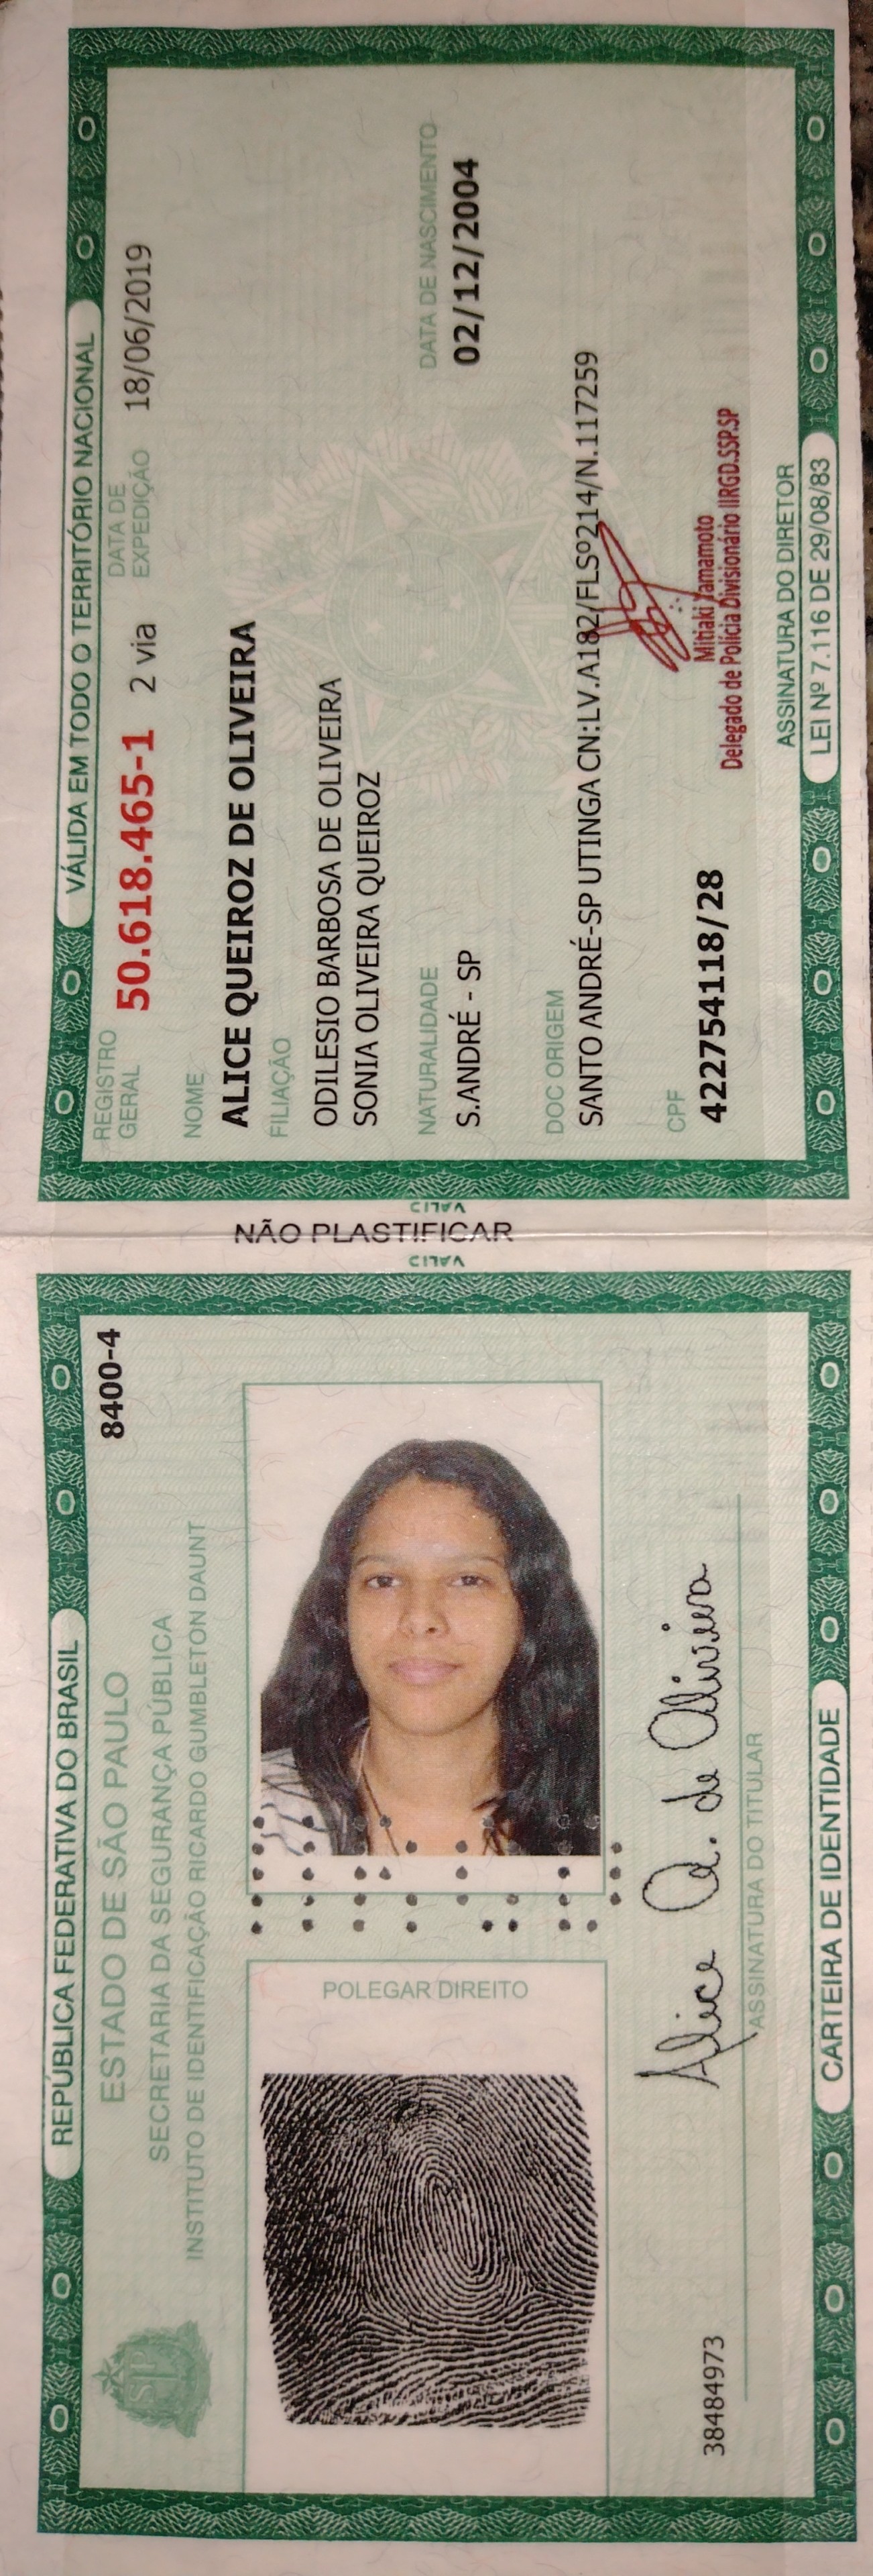 VÁLIDA EM TODO O TERRITÓRIO NACIONAL
REGISTRO GERAL 50.618.465-1 2 via DATA DE EXPEDIÇÃO 18/06/2019
NOME
ALICE QUEIROZ DE OLIVEIRA
FILIAÇÃO
ODILESIO BARBOSA DE OLIVEIRA
SONIA OLIVEIRA QUEIROZ
NATURALIDADE DATA DE NASCIMENTO
S.ANDRÉ - SP 02/12/2004
DOC ORIGEM
SANTO ANDRÉ-SP UTINGA CN:LV.A182/FLSº214/N.117259
CPF
422754118/28
Mitiaki Yamamoto
Delegado de Polícia Divisionário IIRGD.SSP.SP
ASSINATURA DO DIRETOR
LEI Nº 7.116 DE 29/08/83
NÃO PLASTIFICAR
REPÚBLICA FEDERATIVA DO BRASIL
8400-4
ESTADO DE SÃO PAULO
SECRETARIA DA SEGURANÇA PÚBLICA
INSTITUTO DE IDENTIFICAÇÃO RICARDO GUMBLETON DAUNT
POLEGAR DIREITO
Alice Q. de Oliveira
38484973
ASSINATURA DO TITULAR
CARTEIRA DE IDENTIDADE